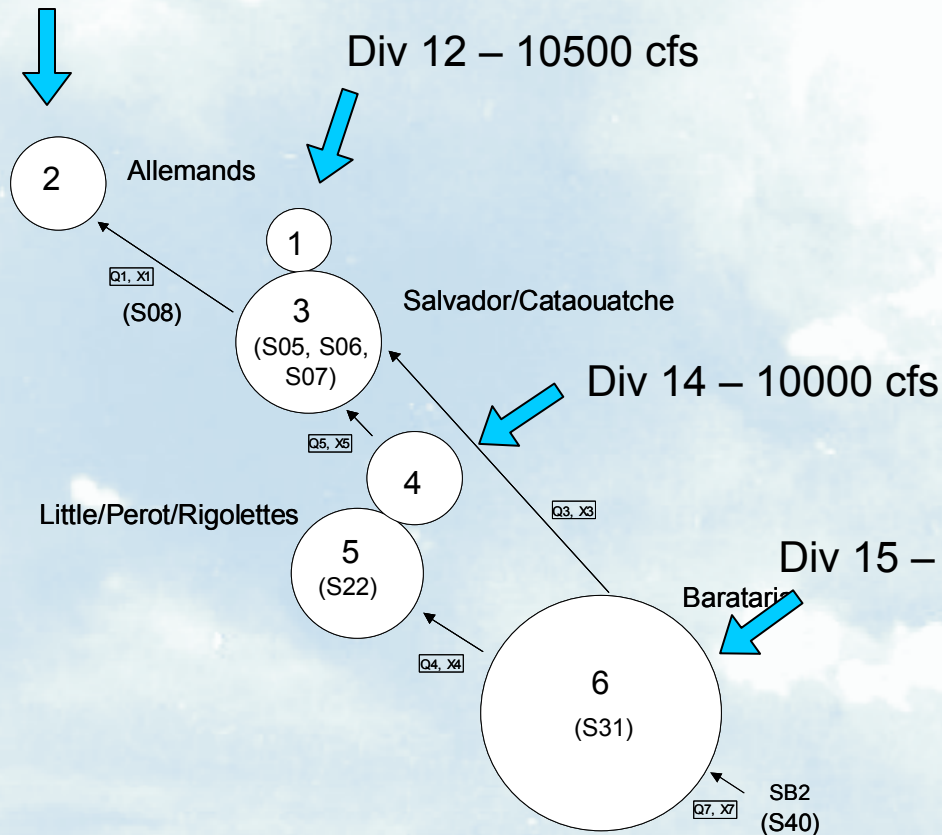 Div 12 – 10500 cfs
2
Allemands
1
Q1, X1
(S08)
3
(S05, S06,
S07)
Salvador/Cataouatche
Div 14 – 10000 cfs
Q5, X5
4
Q3, X3
Little/Perot/Rigolettes
5
(S22)
Div 15 –
Barataria
Q4, X4
6
(S31)
SB2
Q7, X7
(S40)